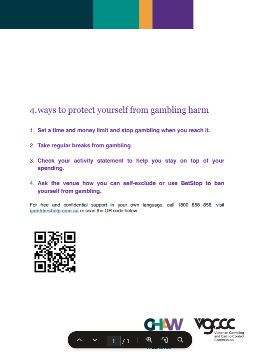 4.ways to protect yourself from gambling harm
1. Set a time and money limit and stop gambling when you reach it.
2. Take regular breaks from gambling.
3. Check your activity statement to help you stay on top of your
spending.
4. Ask the venue how you can self-exclude or use BetStop to ban
yourself from gambling.
For free and confidential support in your own language, call 1800 858 858, visit
gamblershelp.com.au or scan the QR code below.
VGCCC
Victorian Gambling
and Casino Control
Commission
1 / 1